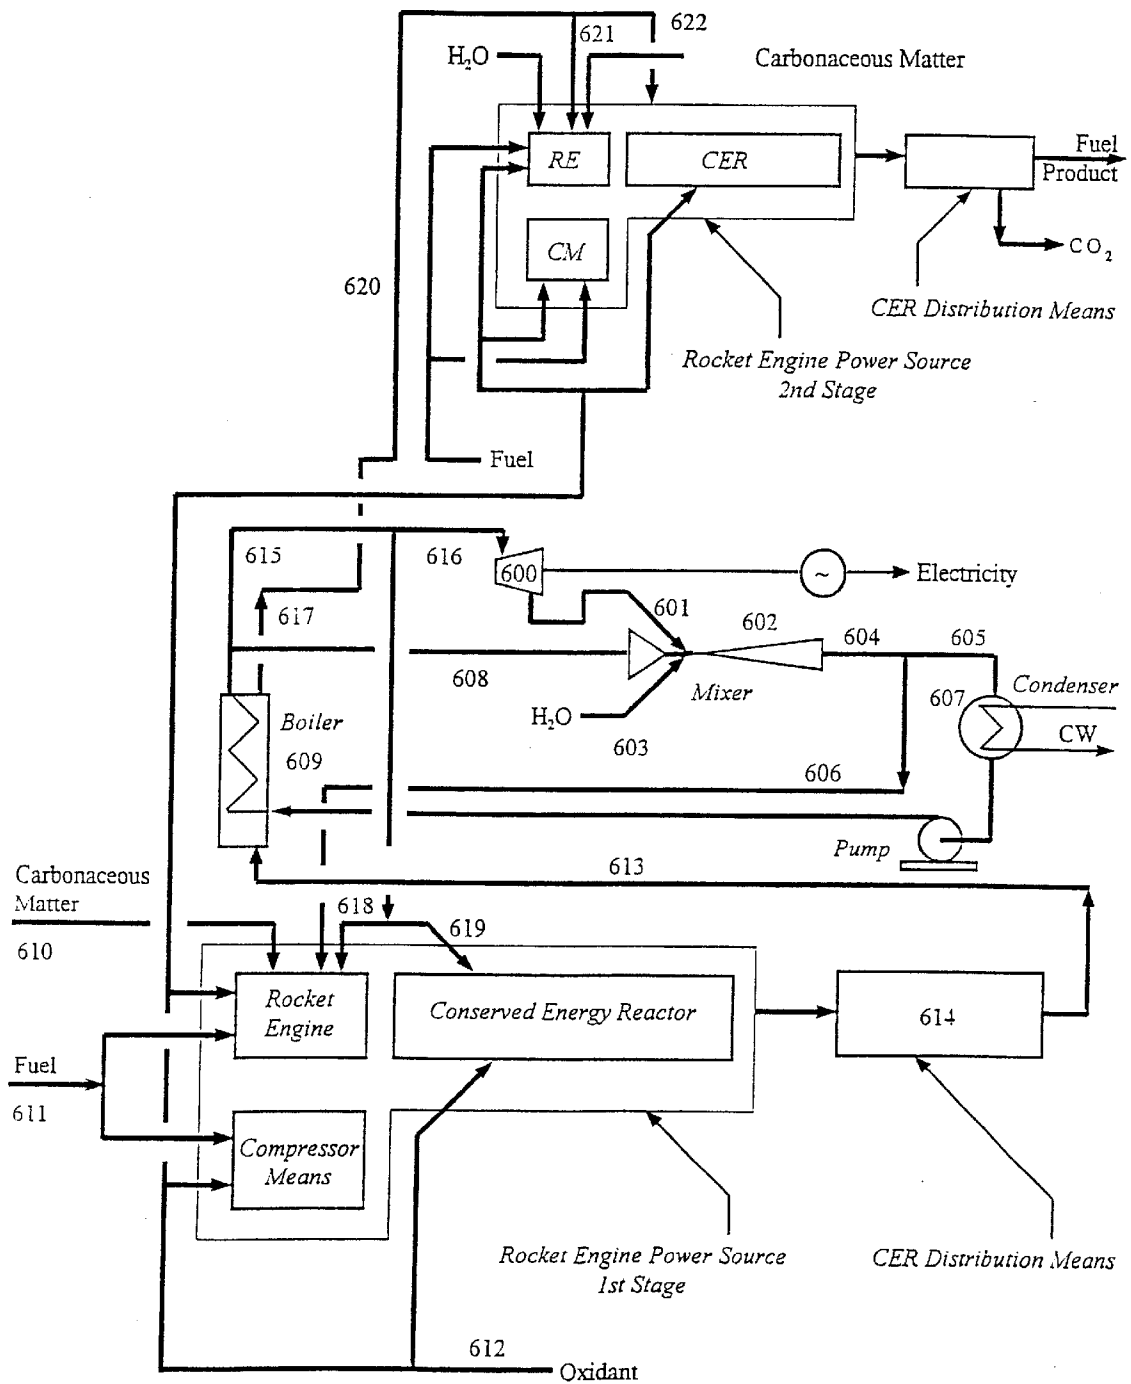 622
621
H₂O
Carbonaceous Matter
RE
CER
Fuel
Product
CM
CO₂
620
CER Distribution Means
Rocket Engine Power Source
2nd Stage
Fuel
615
616
600
~
Electricity
617
601
602
604
605
608
Mixer
607
Condenser
H₂O
Boiler
CW
603
609
606
Pump
613
Carbonaceous
Matter
618
619
610
Rocket
Engine
Conserved Energy Reactor
614
Fuel
611
Compressor
Means
Rocket Engine Power Source
1st Stage
CER Distribution Means
612
Oxidant